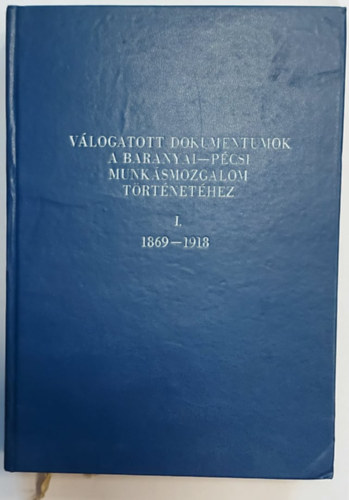 VÁLOGATOTT DOKUMENTUMOK
A BARANYAI—PÉCSI
MUNKÁSMOZGALOM
TÖRTÉNETÉHEZ
I.
1869—1918